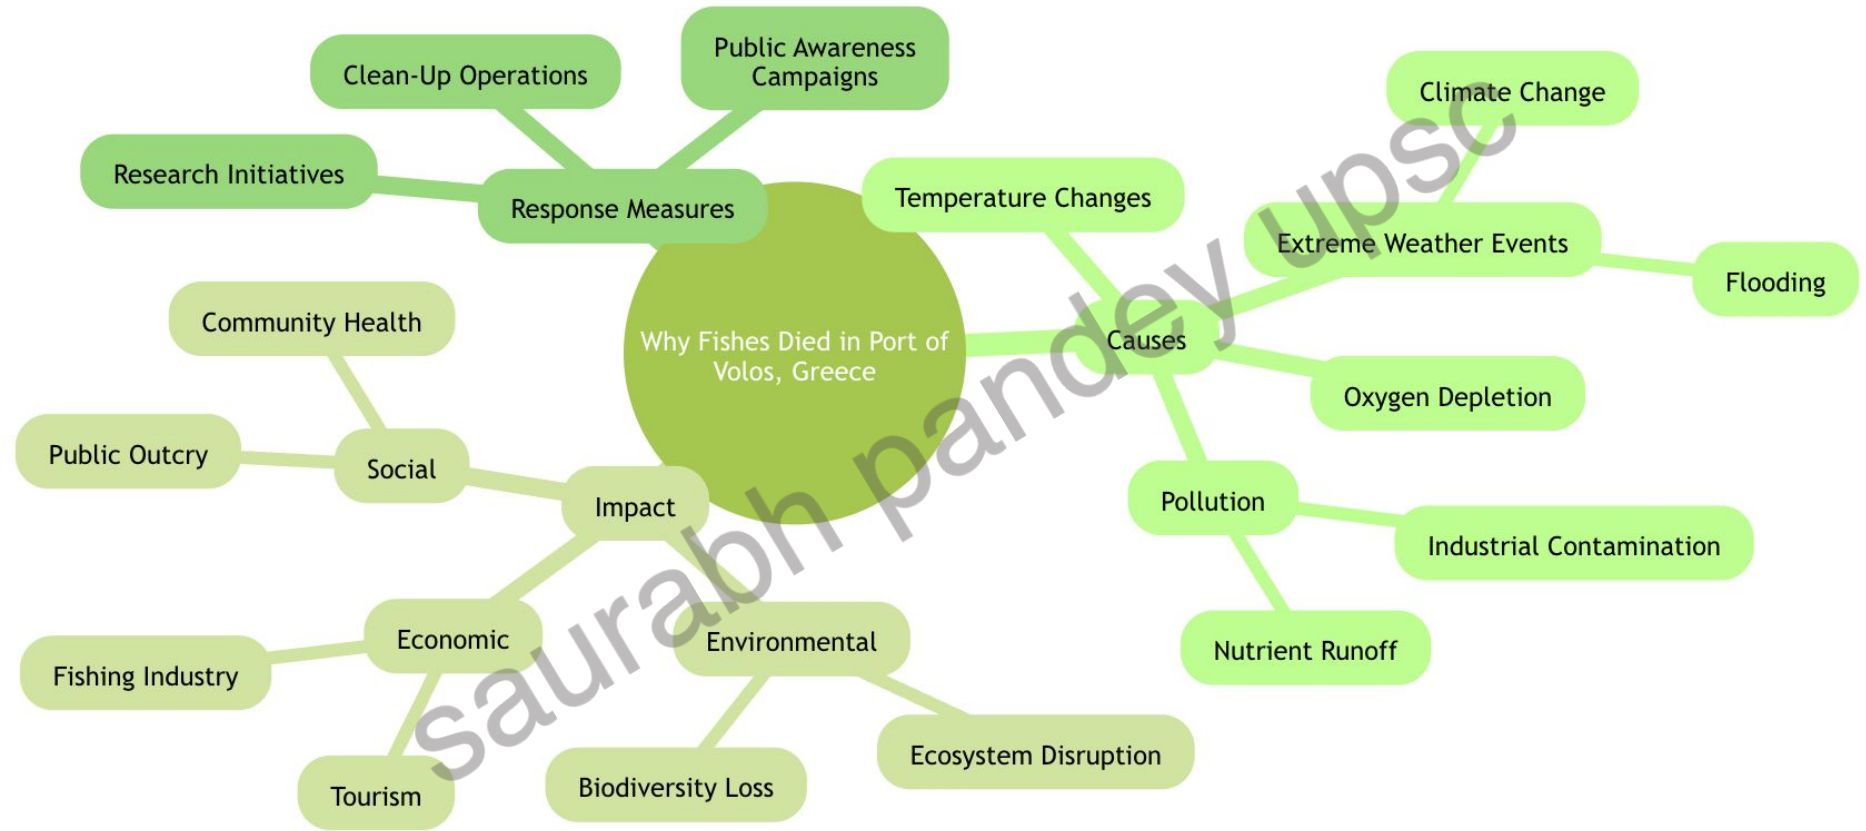 Why Fishes Died in Port of
Volos, Greece
Causes
Temperature Changes
Extreme Weather Events
Climate Change
Flooding
Oxygen Depletion
Pollution
Industrial Contamination
Nutrient Runoff
Impact
Environmental
Ecosystem Disruption
Biodiversity Loss
Economic
Tourism
Fishing Industry
Social
Public Outcry
Community Health
Response Measures
Research Initiatives
Clean-Up Operations
Public Awareness
Campaigns
saurabh pandey upsc